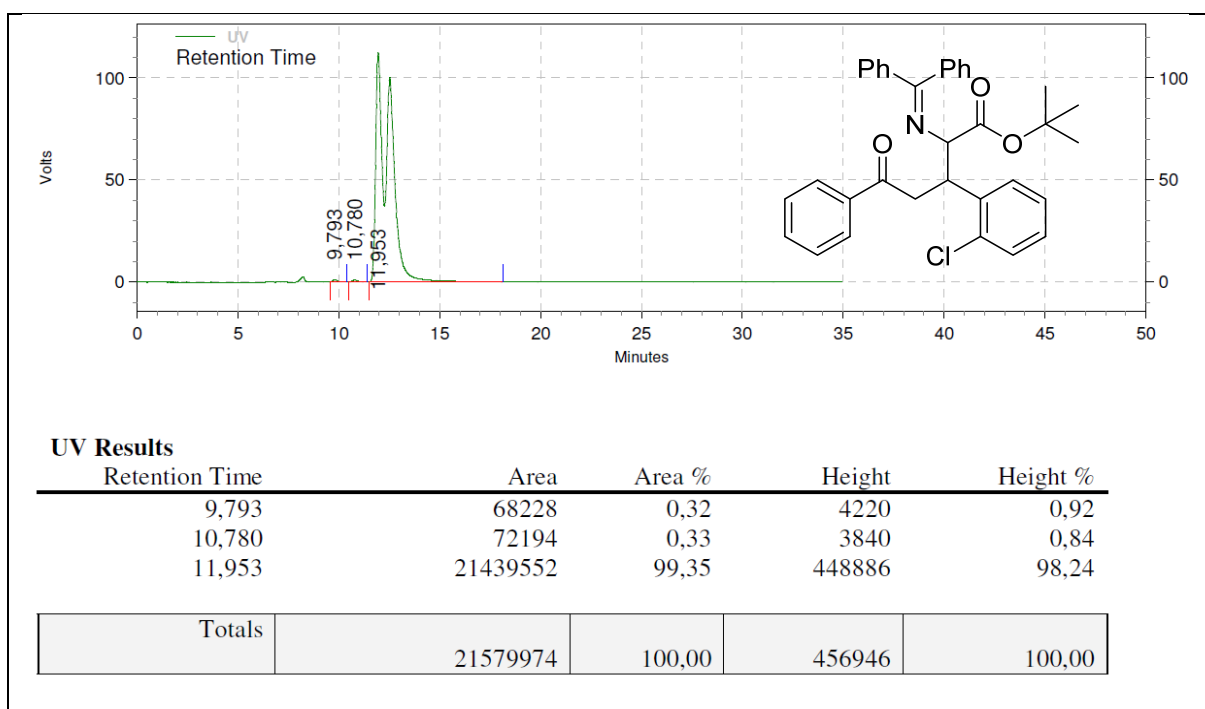 UV
Retention Time
100
50
0
Volts
9,793
10,780
11,953
100
50
0
0 5 10 15 20 25 30 35 40 45 50
Minutes
Ph Ph
O
N
O
O
Cl
UV Results
Retention Time Area Area % Height Height %
9,793 68228 0,32 4220 0,92
10,780 72194 0,33 3840 0,84
11,953 21439552 99,35 448886 98,24
Totals
21579974 100,00 456946 100,00